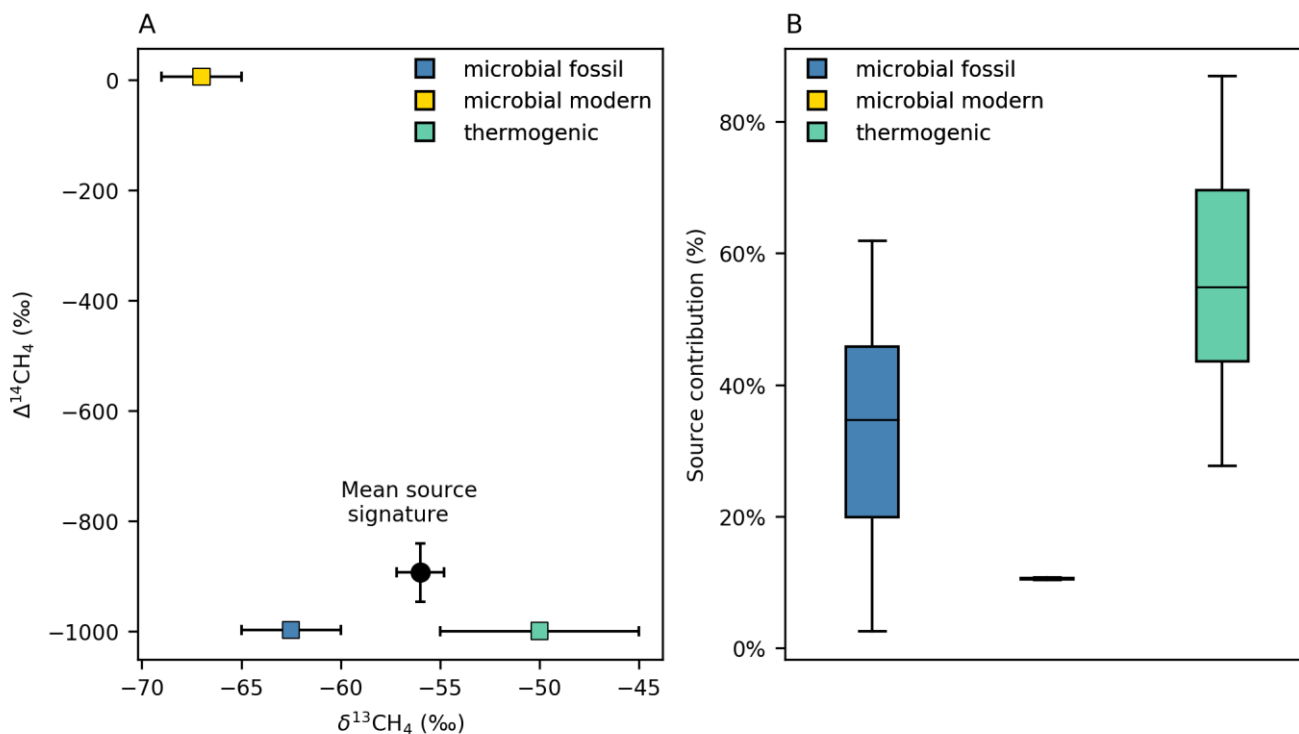 A
Δ¹⁴CH₄ (‰)
0
−200
−400
−600
−800
−1000
microbial fossil
microbial modern
thermogenic
Mean source
signature
−70 −65 −60 −55 −50 −45
δ¹³CH₄ (‰)
B
Source contribution (%)
80%
60%
40%
20%
0%
microbial fossil
microbial modern
thermogenic